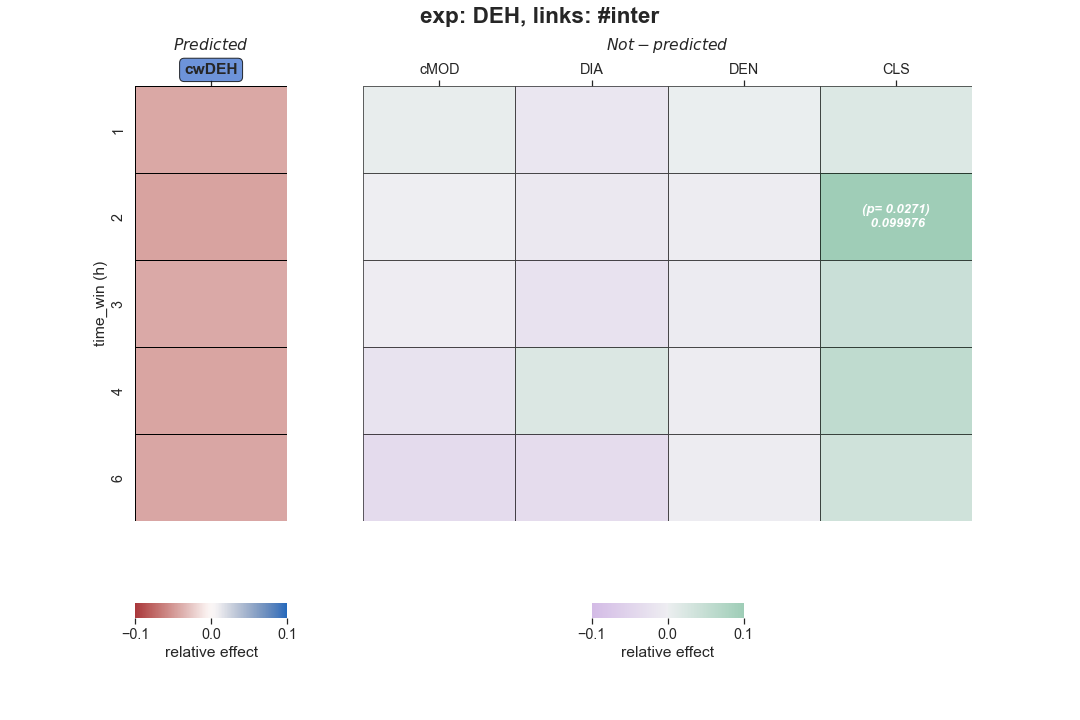 exp: DEH, links: #inter
Predicted
Not − predicted
cwDEH
cMOD
DIA
DEN
CLS
time_win (h)
1
2
3
4
6
(p= 0.0271)
0.099976
−0.1
0.0
0.1
relative effect
−0.1
0.0
0.1
relative effect